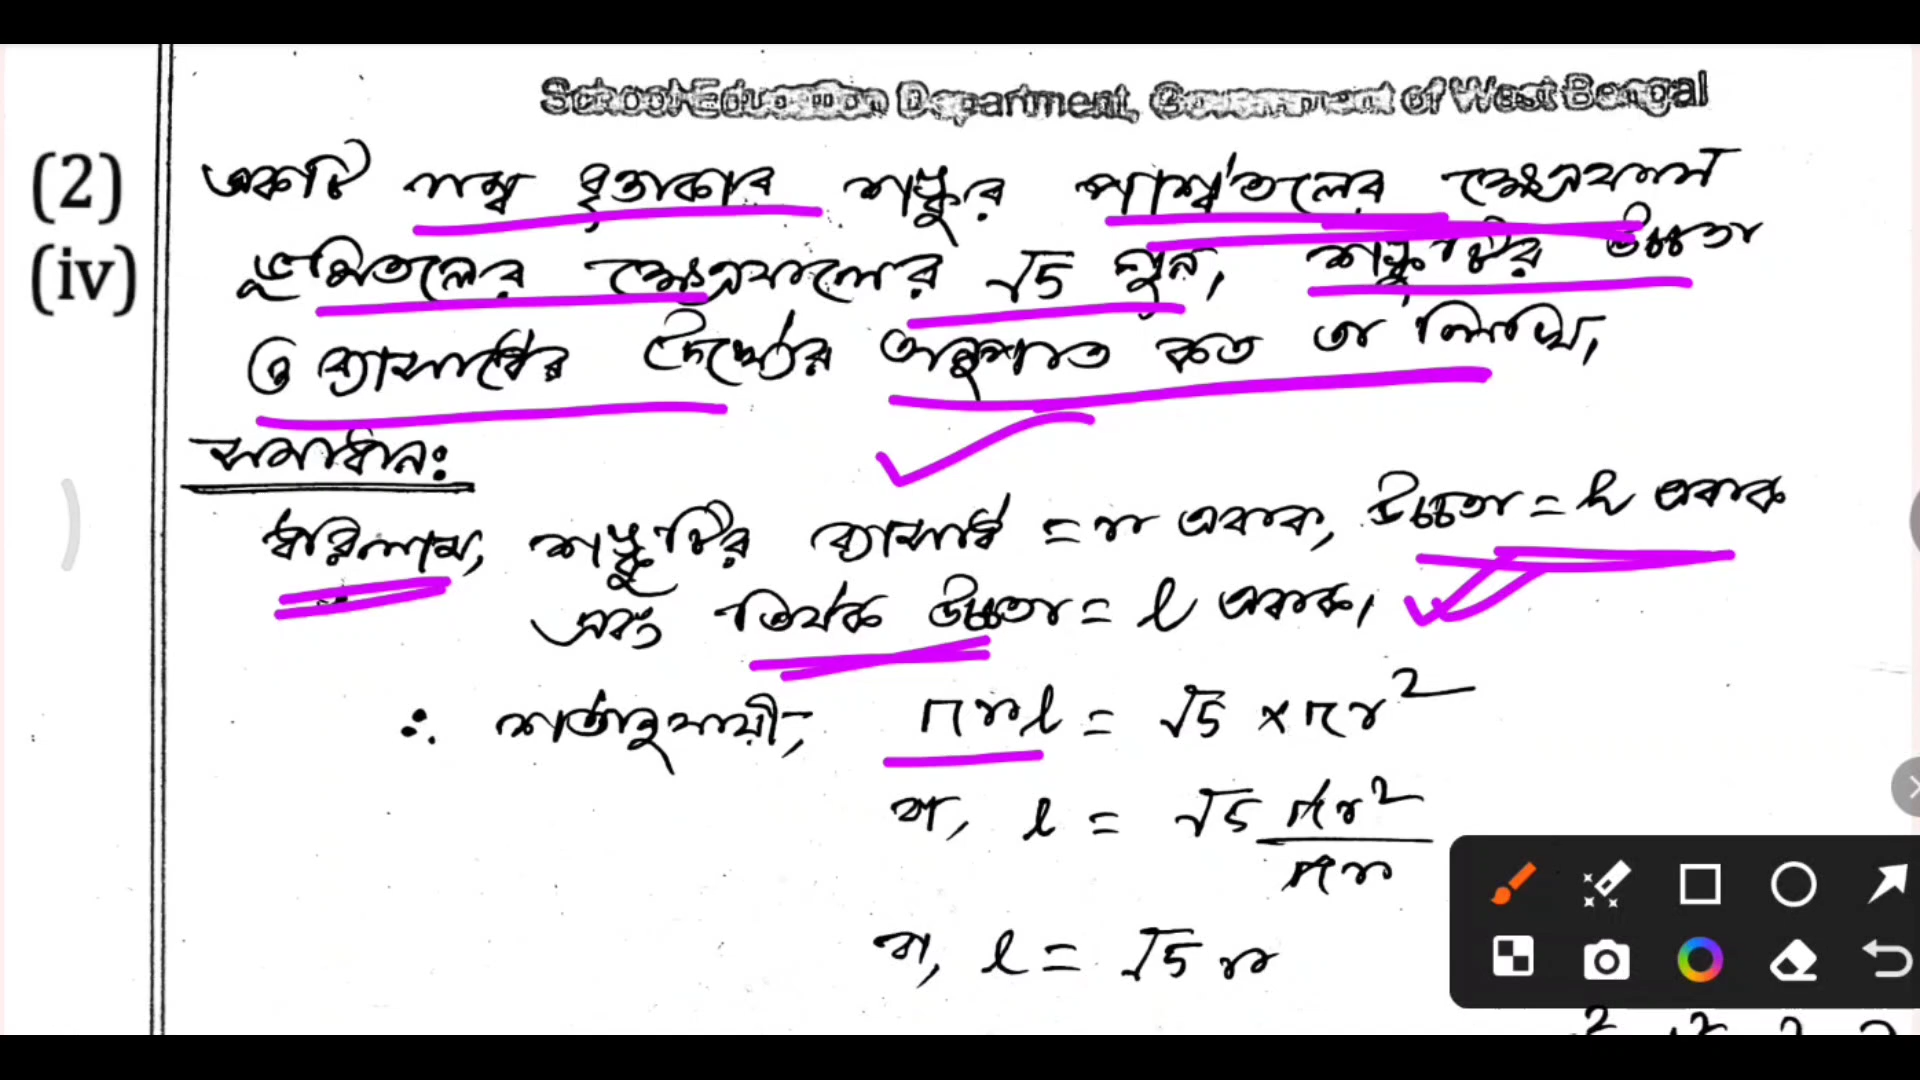 School Education Department, Government of West Bengal
(2) একটি লম্ব বৃত্তাকার শঙ্কুর পার্শ্বতলের ক্ষেত্রফল
(iv) ভূমিতলের ক্ষেত্রফলের √5 গুন, শঙ্কুটির উচ্চতা
ও ব্যাসার্ধের দৈর্ঘ্যের অনুপাত কত তা লিখি।
সমাধান:
ধরিলাম, শঙ্কুটির ব্যাসার্ধ = r একক, উচ্চতা = h একক
এবং তির্যক উচ্চতা = l একক।
∴ শর্তানুযায়ী, πrl = √5 × πr²
বা, l = √5 πr²/πr
বা, l = √5 r